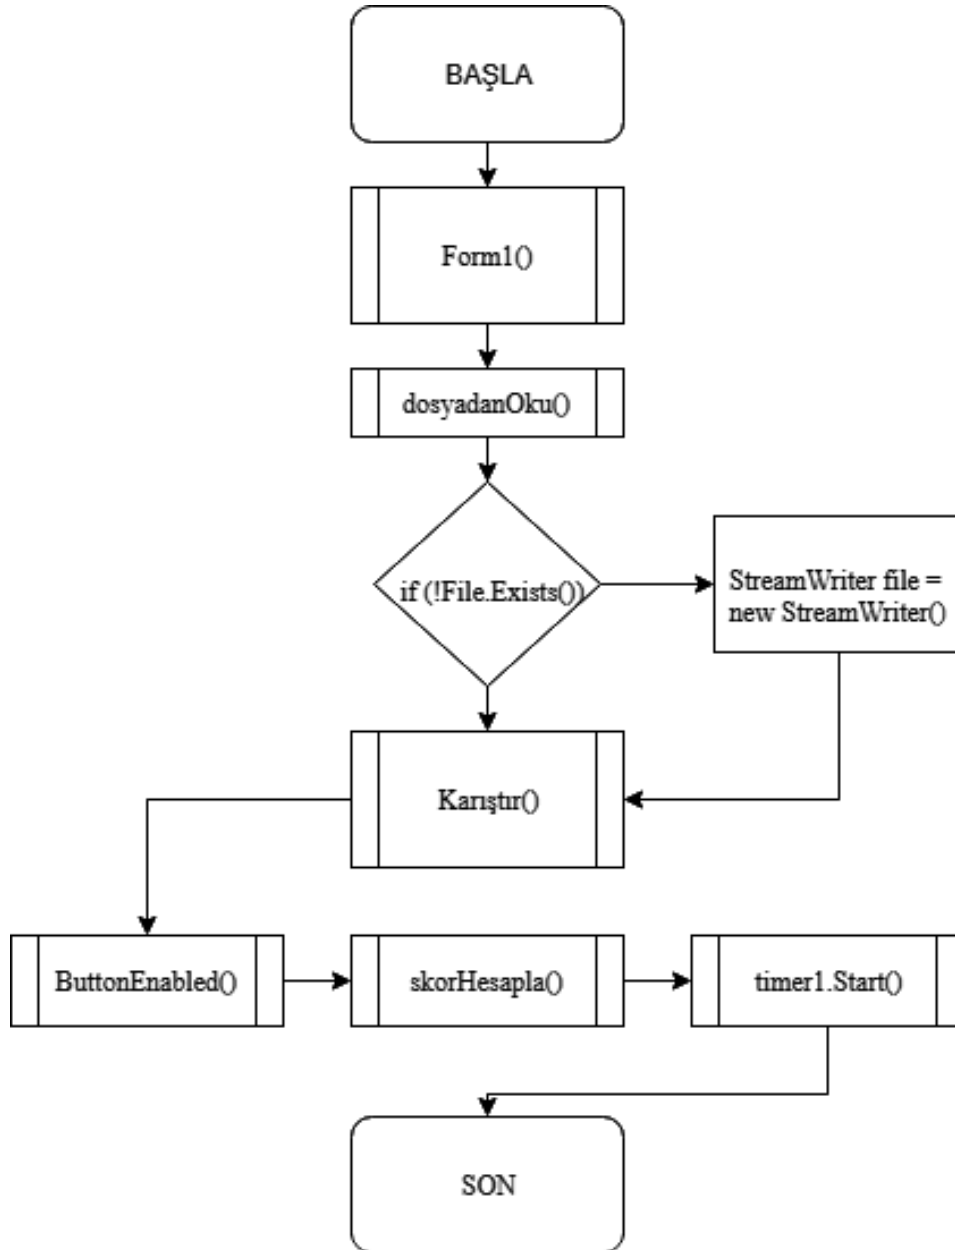 BAŞLA
Form1()
dosyadanOku()
if (!File.Exists())
StreamWriter file =
new StreamWriter()
Karıştır()
ButtonEnabled()
skorHesapla()
timer1.Start()
SON